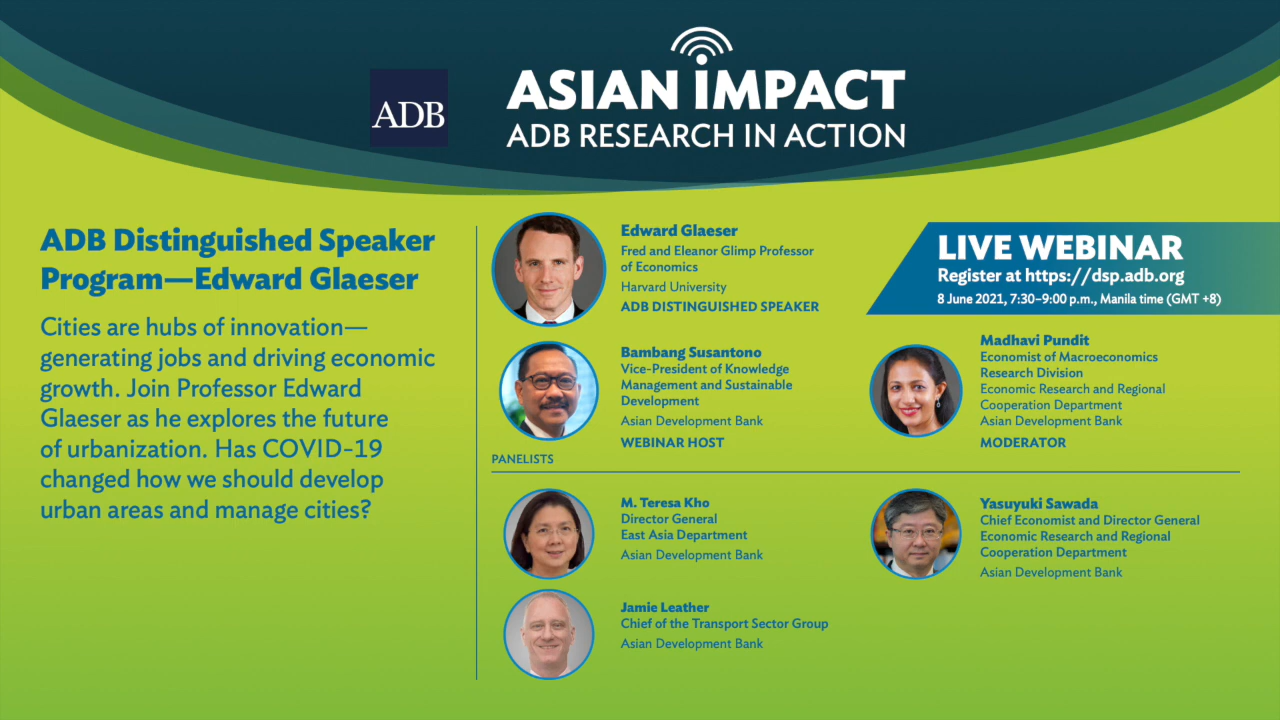 ADB
ASIAN IMPACT
ADB RESEARCH IN ACTION
ADB Distinguished Speaker
Program—Edward Glaeser
Cities are hubs of innovation—
generating jobs and driving economic
growth. Join Professor Edward
Glaeser as he explores the future
of urbanization. Has COVID-19
changed how we should develop
urban areas and manage cities?
Edward Glaeser
Fred and Eleanor Glimp Professor
of Economics
Harvard University
ADB DISTINGUISHED SPEAKER
LIVE WEBINAR
Register at https://dsp.adb.org
8 June 2021, 7:30–9:00 p.m., Manila time (GMT +8)
Bambang Susantono
Vice-President of Knowledge
Management and Sustainable
Development
Asian Development Bank
WEBINAR HOST
Madhavi Pundit
Economist of Macroeconomics
Research Division
Economic Research and Regional
Cooperation Department
Asian Development Bank
MODERATOR
PANELISTS
M. Teresa Kho
Director General
East Asia Department
Asian Development Bank
Yasuyuki Sawada
Chief Economist and Director General
Economic Research and Regional
Cooperation Department
Asian Development Bank
Jamie Leather
Chief of the Transport Sector Group
Asian Development Bank